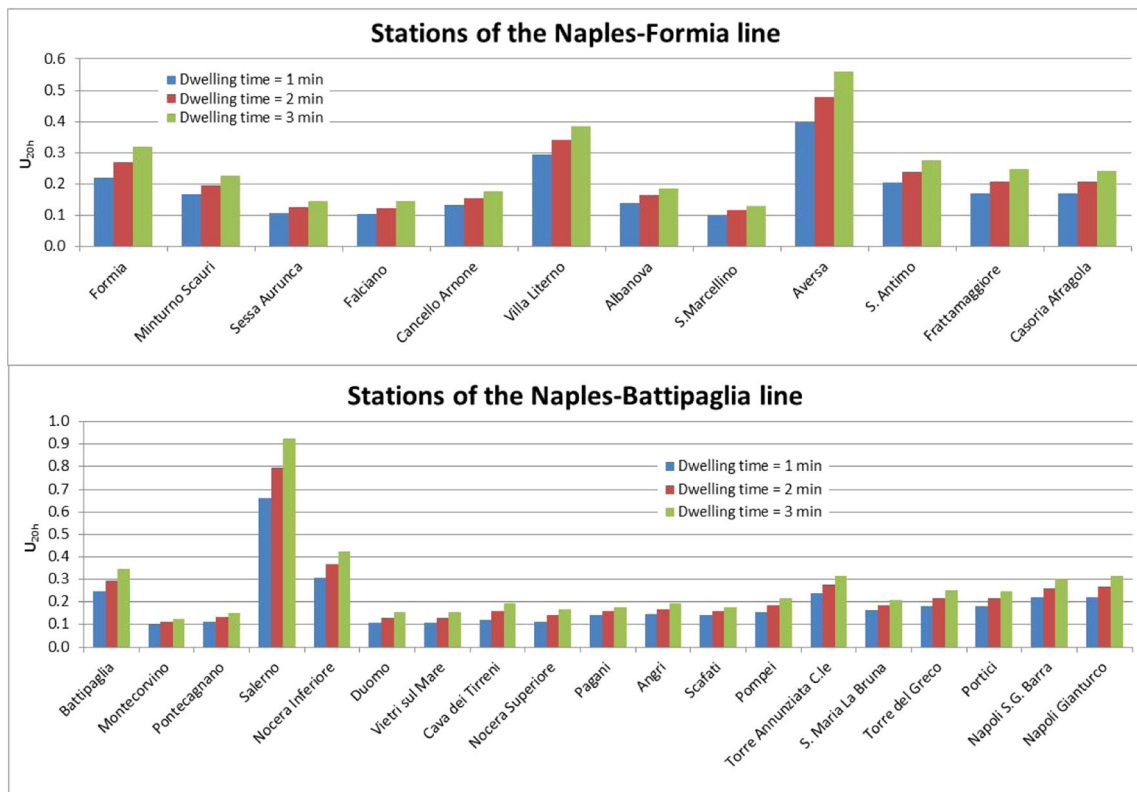 Stations of the Naples-Formia line
0.6
0.5
0.4
0.3
0.2
0.1
0.0
U20h
Dwelling time = 1 min
Dwelling time = 2 min
Dwelling time = 3 min
Formia
Minturno Scauri
Sessa Aurunca
Falciano
Cancello Arnone
Villa Literno
Albanova
S.Marcellino
Aversa
S. Antimo
Frattamaggiore
Casoria Afragola
Stations of the Naples-Battipaglia line
1.0
0.9
0.8
0.7
0.6
0.5
0.4
0.3
0.2
0.1
0.0
U20h
Dwelling time = 1 min
Dwelling time = 2 min
Dwelling time = 3 min
Battipaglia
Montecorvino
Pontecagnano
Salerno
Nocera Inferiore
Duomo
Vietri sul Mare
Cava dei Tirreni
Nocera Superiore
Pagani
Angri
Scafati
Pompei
Torre Annunziata C.le
S. Maria La Bruna
Torre del Greco
Portici
Napoli S.G. Barra
Napoli Gianturco